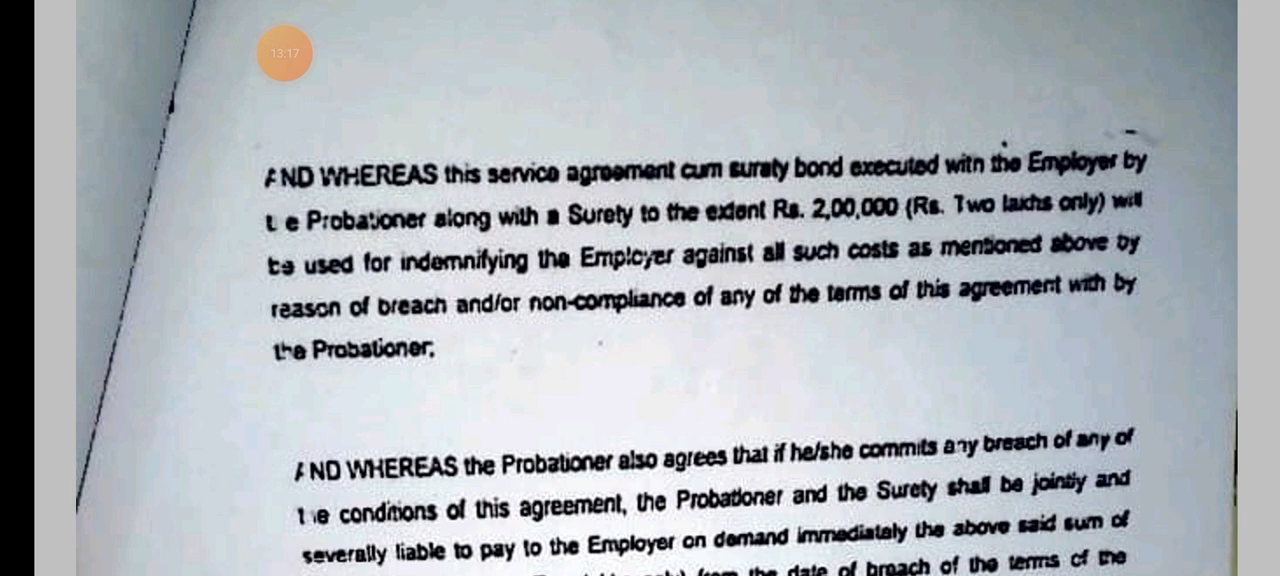 13:17
AND WHEREAS this service agreement cum surety bond executed with the Employer by
the Probationer along with a Surety to the extent Rs. 2,00,000 (Rs. Two lakhs only) will
be used for indemnifying the Employer against all such costs as mentioned above by
reason of breach and/or non-compliance of any of the terms of this agreement with by
the Probationer;
AND WHEREAS the Probationer also agrees that if he/she commits any breach of any of
the conditions of this agreement, the Probationer and the Surety shall be jointly and
severally liable to pay to the Employer on demand immediately the above said sum of
from the date of breach of the terms of the